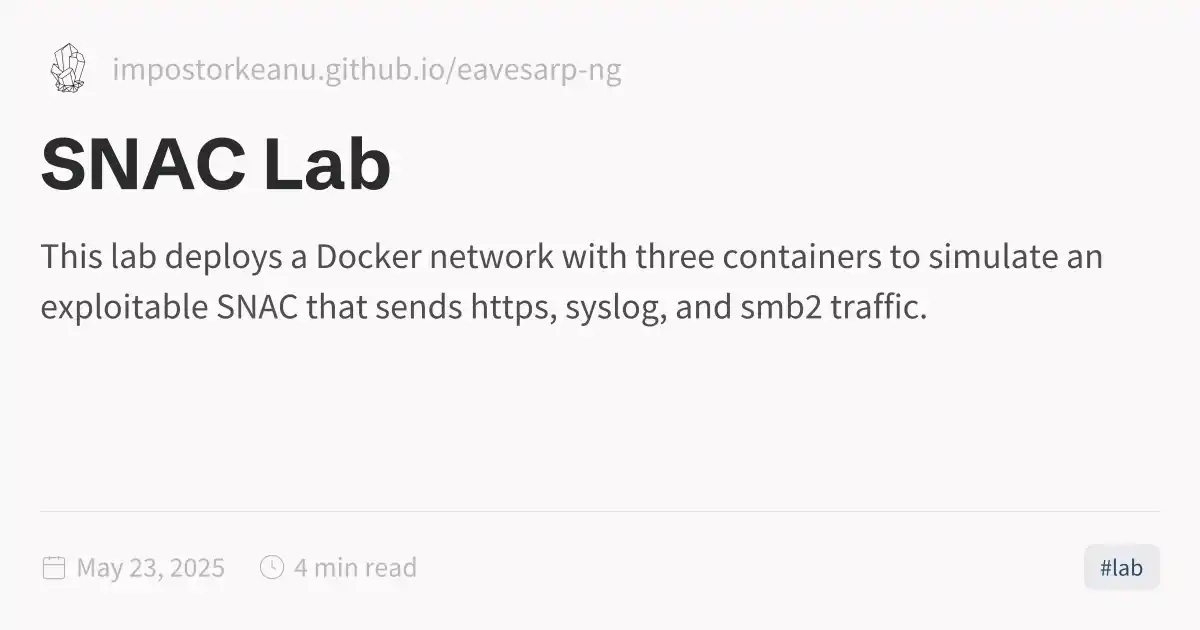 impostorkeanu.github.io/eavesarp-ng
SNAC Lab
This lab deploys a Docker network with three containers to simulate an
exploitable SNAC that sends https, syslog, and smb2 traffic.
May 23, 2025
4 min read
#lab